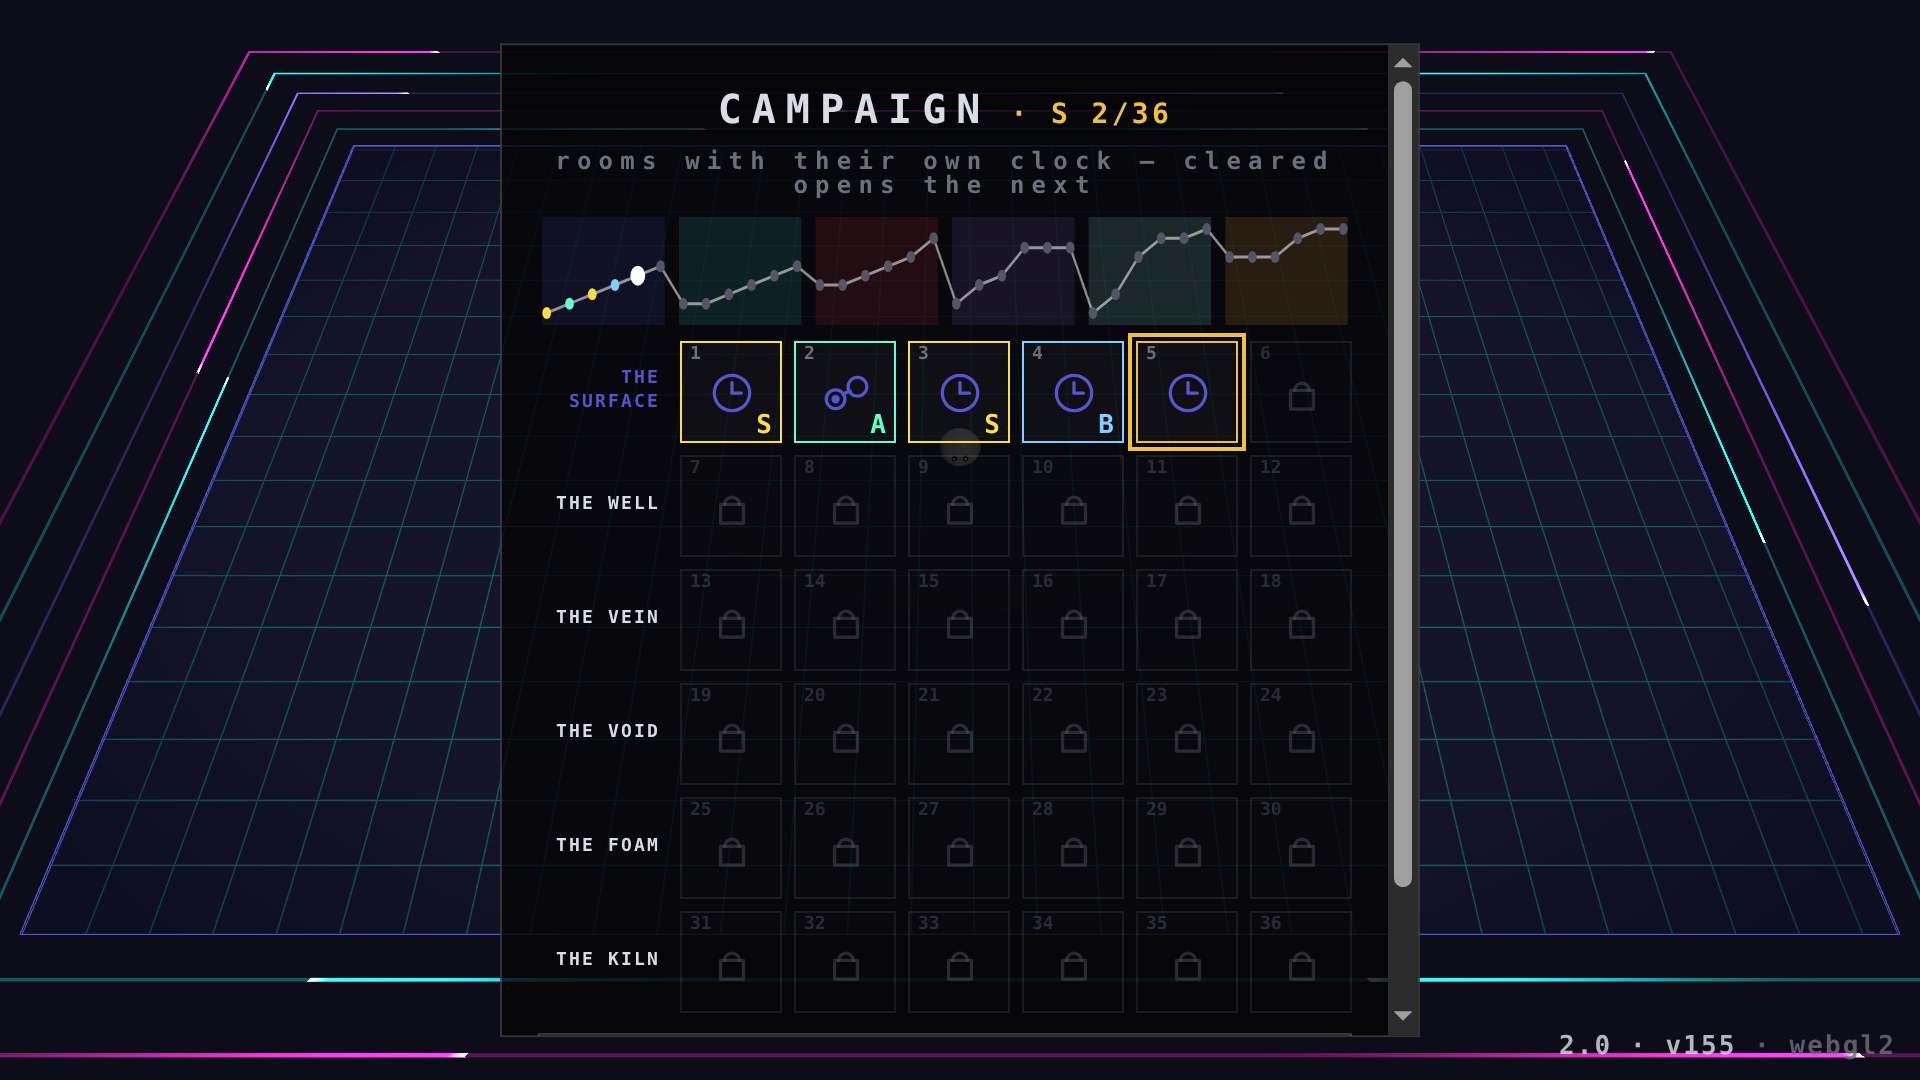 CAMPAIGN · S 2/36
rooms with their own clock — cleared
opens the next
THE SURFACE
1 S
2 A
3 S
4 B
5
6
THE WELL
7 8 9 10 11 12
THE VEIN
13 14 15 16 17 18
THE VOID
19 20 21 22 23 24
THE FOAM
25 26 27 28 29 30
THE KILN
31 32 33 34 35 36
2.0 · v155 · webgl2